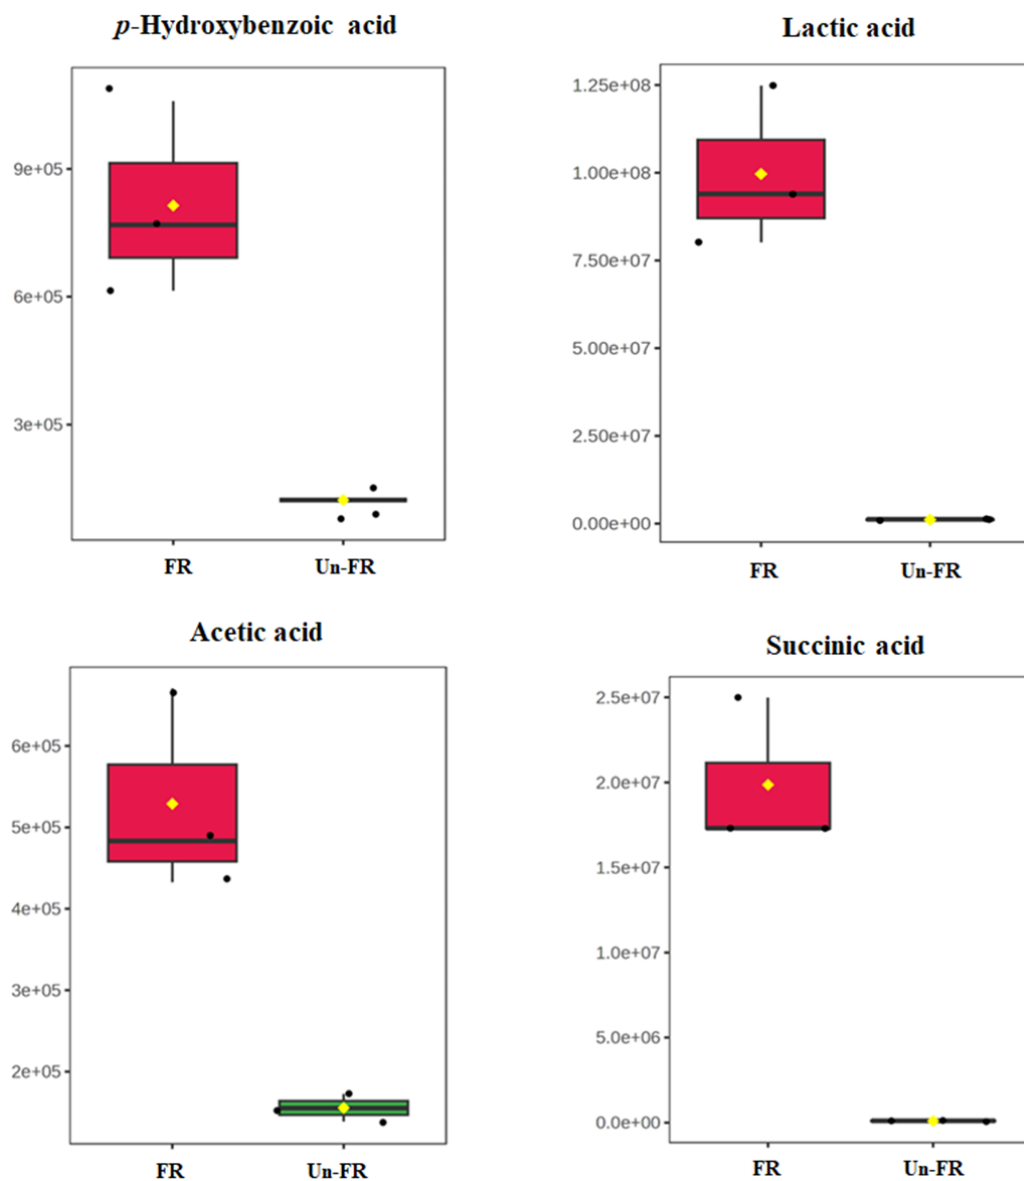 p-Hydroxybenzoic acid
9e+05
6e+05
3e+05
FR Un-FR
Lactic acid
1.25e+08
1.00e+08
7.50e+07
5.00e+07
2.50e+07
0.00e+00
FR Un-FR
Acetic acid
6e+05
5e+05
4e+05
3e+05
2e+05
FR Un-FR
Succinic acid
2.5e+07
2.0e+07
1.5e+07
1.0e+07
5.0e+06
0.0e+00
FR Un-FR